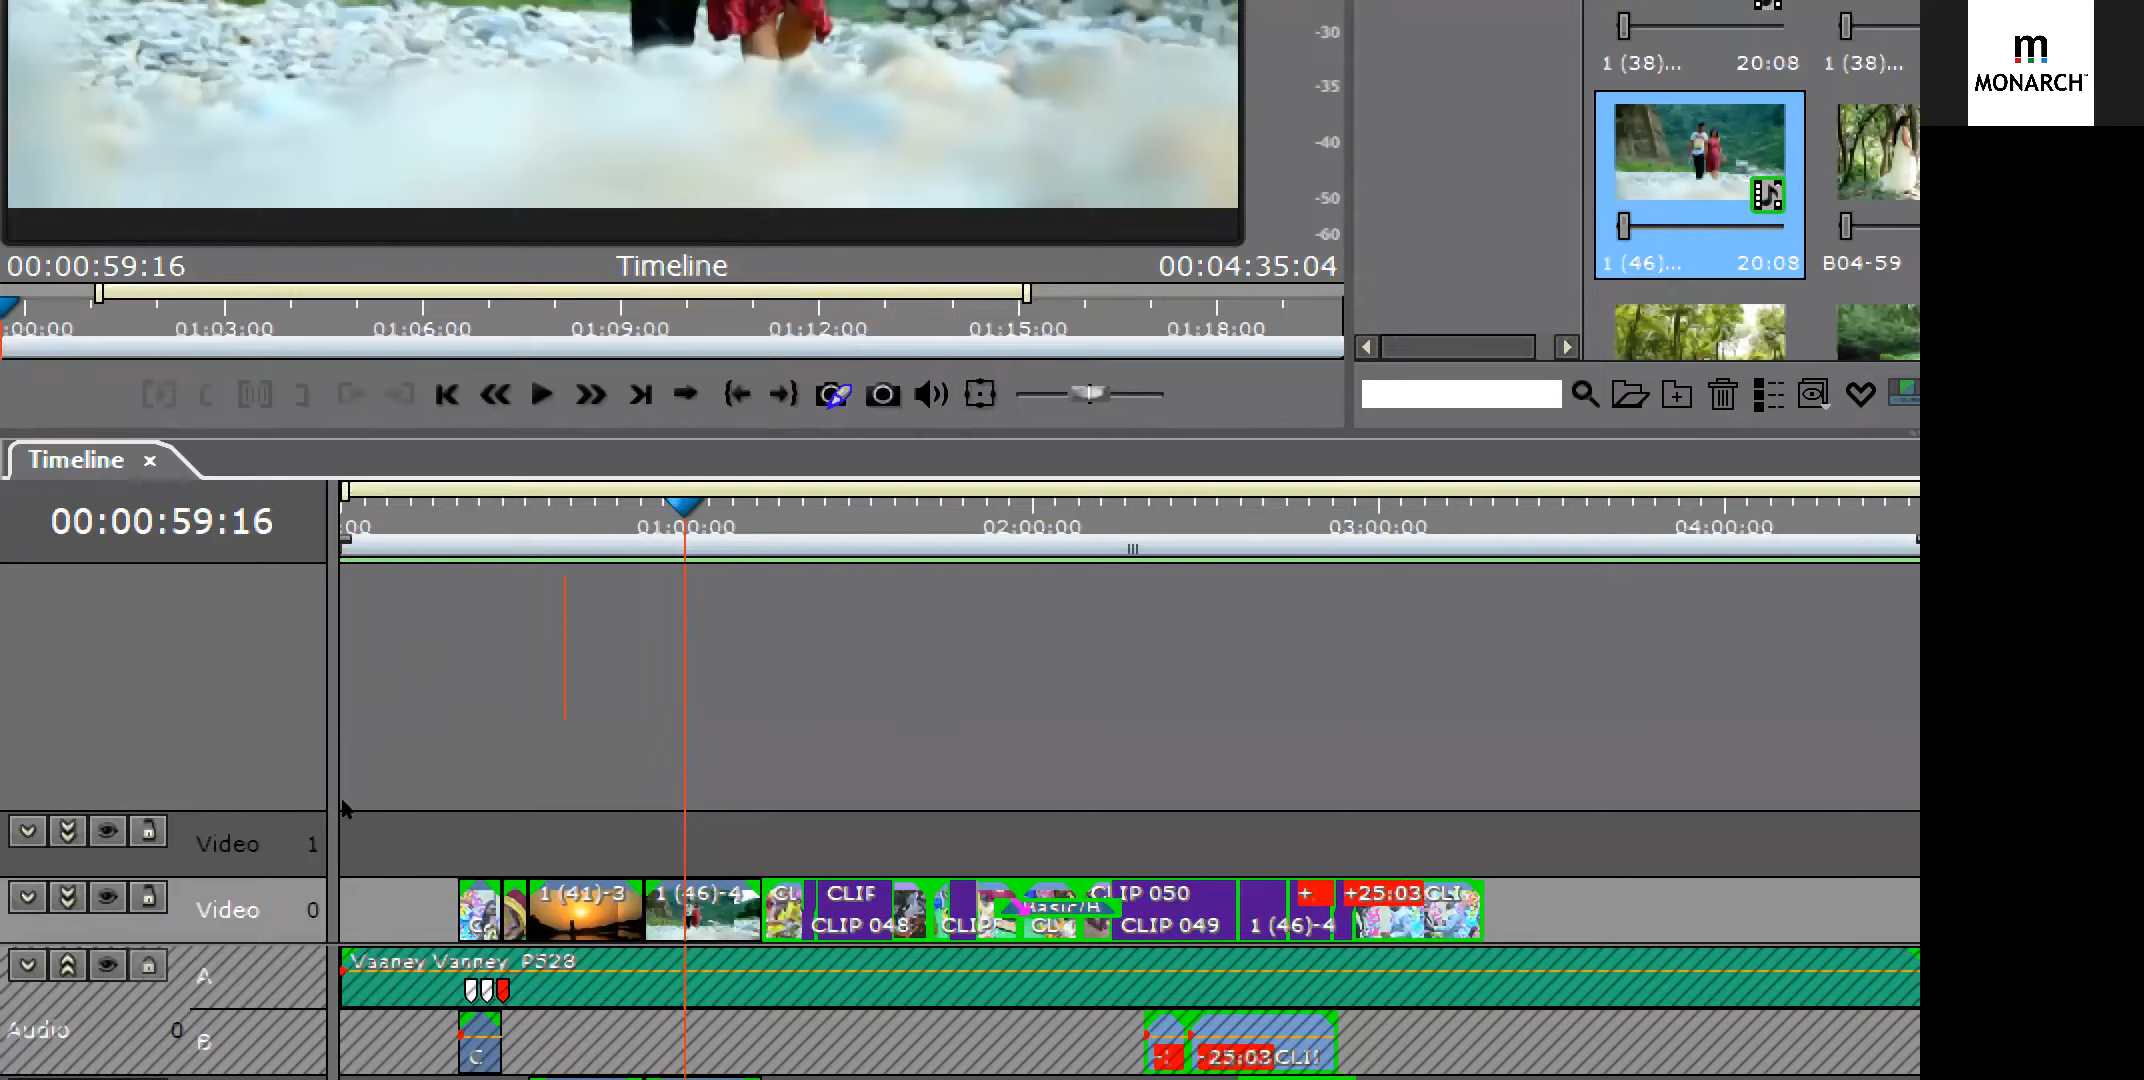 -30
-35
-40
-50
-60
1 (38)...
20:08
1 (38)...
m
MONARCH
1 (46)...
20:08
B04-59
00:00:59:16
Timeline
00:04:35:04
:00:00
01:03:00
01:06:00
01:09:00
01:12:00
01:15:00
01:18:00
Timeline
00:00:59:16
:00
01:00:00
02:00:00
03:00:00
04:00:00
Video 1
Video 0
1 (41)-3
1 (46)-4
CL
CLIP
CLIP 050
+25:03
CLI
CLIP 048
CLIP
CL
CLIP 049
1 (46)-4
A
Vaaney Vanney_P528
Audio 0
B
C
-25:03
CLI